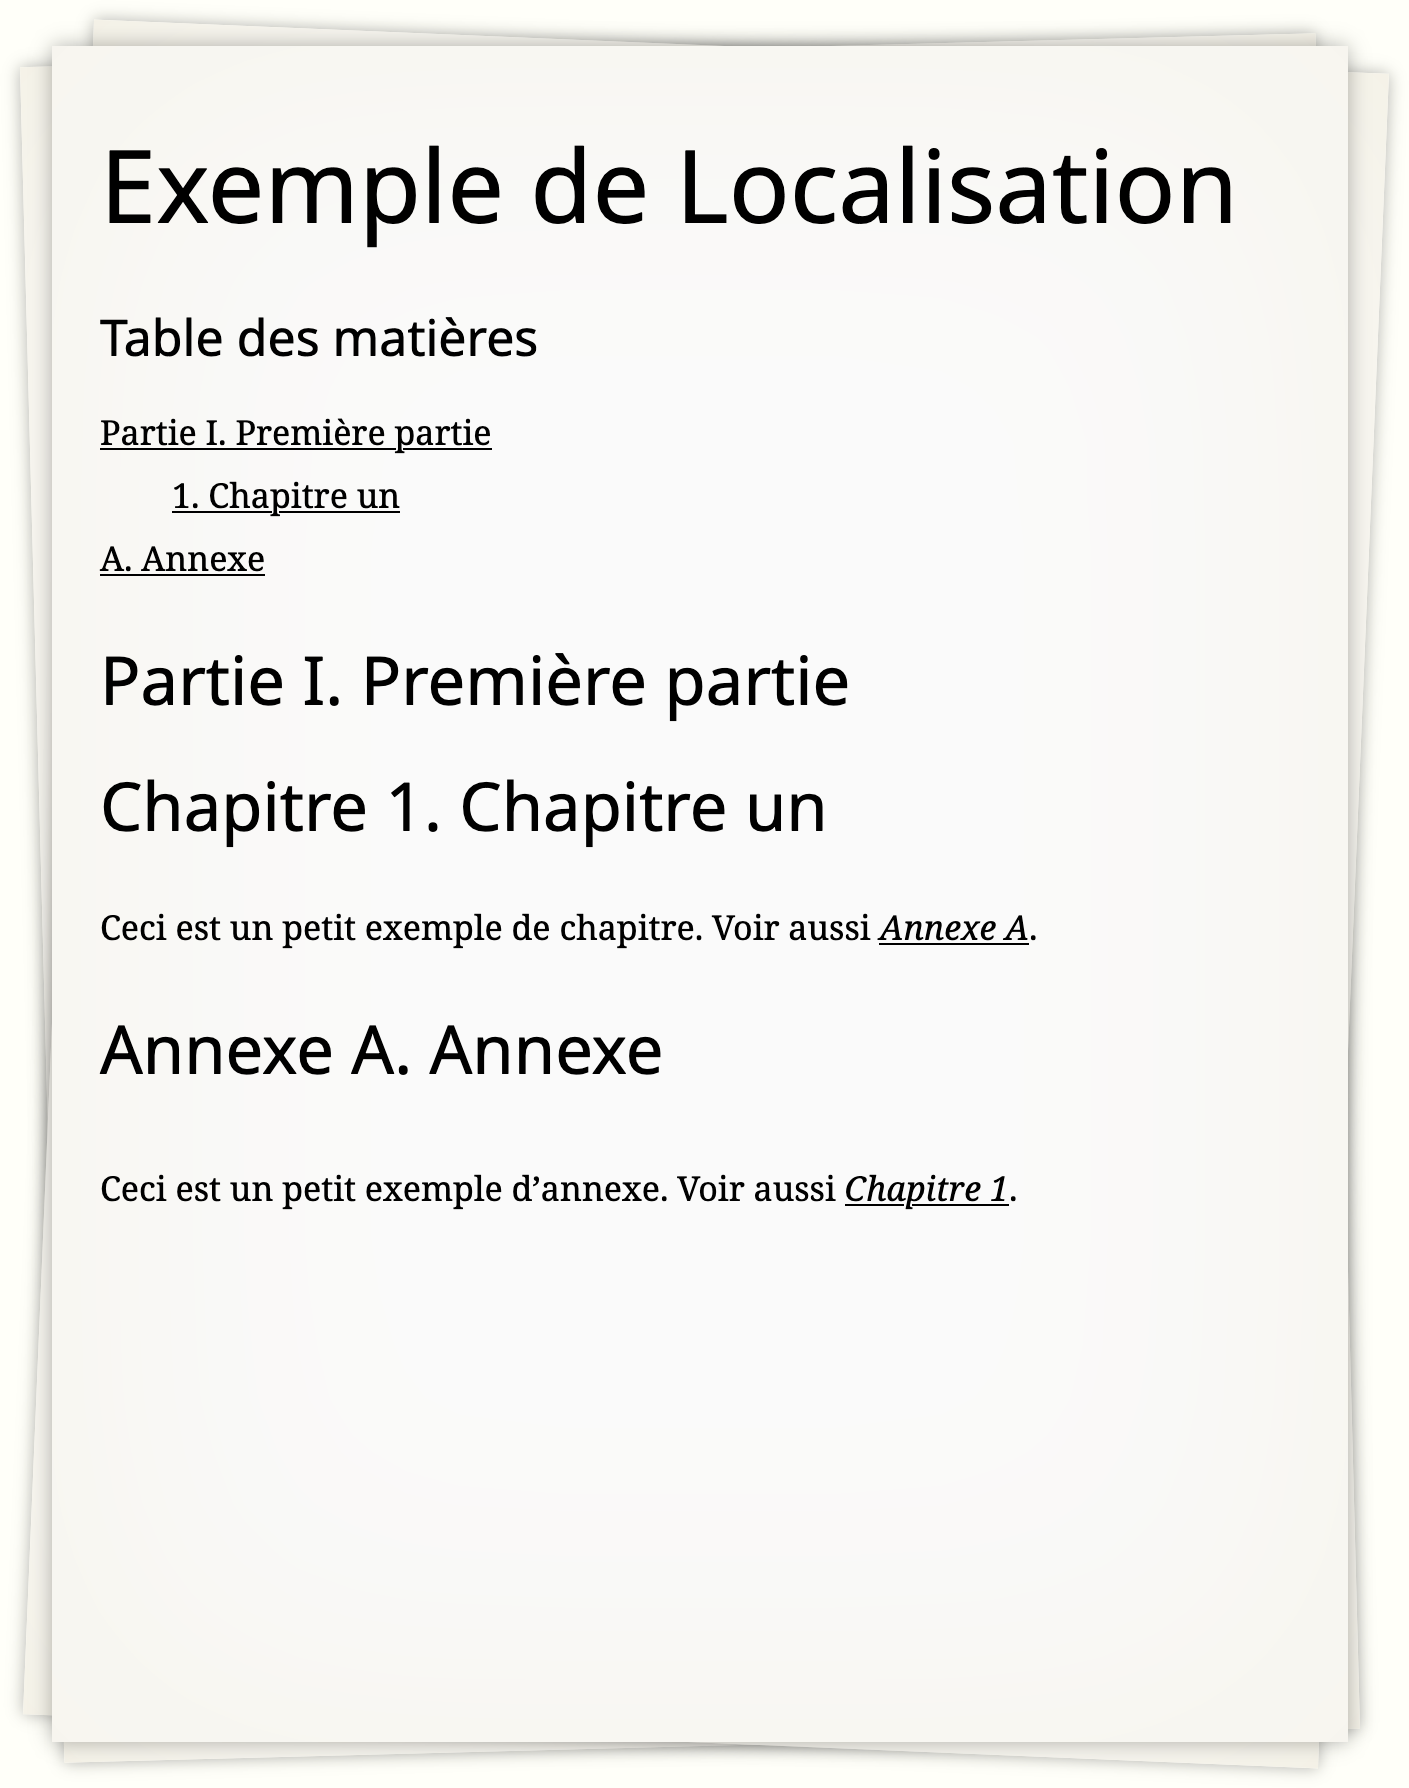 Exemple de Localisation
Table des matières
Partie I. Première partie
1. Chapitre un
A. Annexe
Partie I. Première partie
Chapitre 1. Chapitre un
Ceci est un petit exemple de chapitre. Voir aussi Annexe A.
Annexe A. Annexe
Ceci est un petit exemple d’annexe. Voir aussi Chapitre 1.